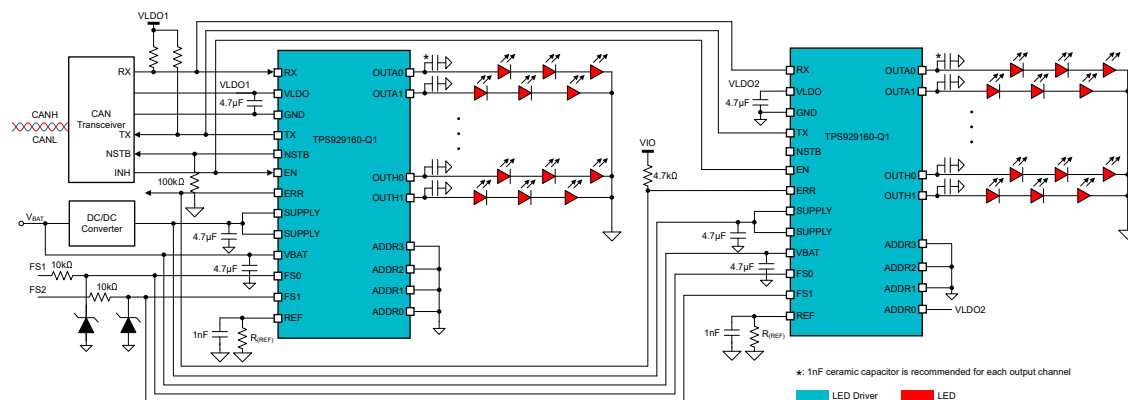 VLDO1
CANH
CANL
CAN
Transceiver
RX
TX
NSTB
INH
VLDO1
4.7µF
100kΩ
VBAT
DC/DC
Converter
4.7µF
4.7µF
FS1
10kΩ
FS2
10kΩ
1nF
R(REF)
RX
VLDO
GND
TX
NSTB
EN
ERR
SUPPLY
SUPPLY
VBAT
FS0
FS1
REF
TPS929160-Q1
OUTA0
OUTA1
OUTH0
OUTH1
ADDR3
ADDR2
ADDR1
ADDR0
*
VIO
4.7kΩ
VLDO2
4.7µF
4.7µF
4.7µF
1nF
R(REF)
RX
VLDO
GND
TX
NSTB
EN
ERR
SUPPLY
SUPPLY
VBAT
FS0
FS1
REF
TPS929160-Q1
OUTA0
OUTA1
OUTH0
OUTH1
ADDR3
ADDR2
ADDR1
ADDR0
VLDO2
*
*: 1nF ceramic capacitor is recommended for each output channel
LED Driver
LED